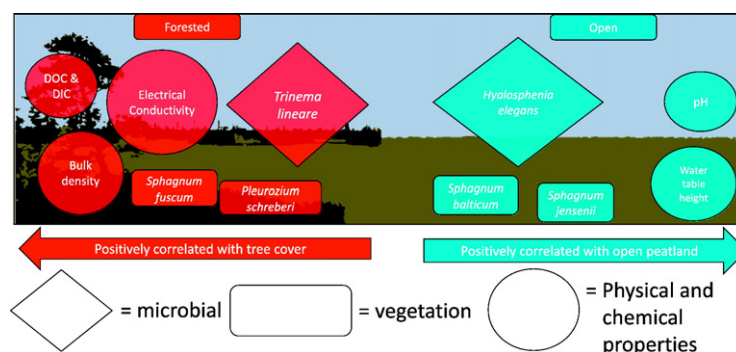 Forested
Open
DOC &
DIC
Electrical
Conductivity
Trinema
lineare
Hyalosphenia
elegans
pH
Bulk
density
Sphagnum
fuscum
Pleurozium
schreberi
Sphagnum
balticum
Sphagnum
jensenii
Water
table
height
Positively correlated with tree cover
Positively correlated with open peatland
= microbial
= vegetation
= Physical and
chemical
properties